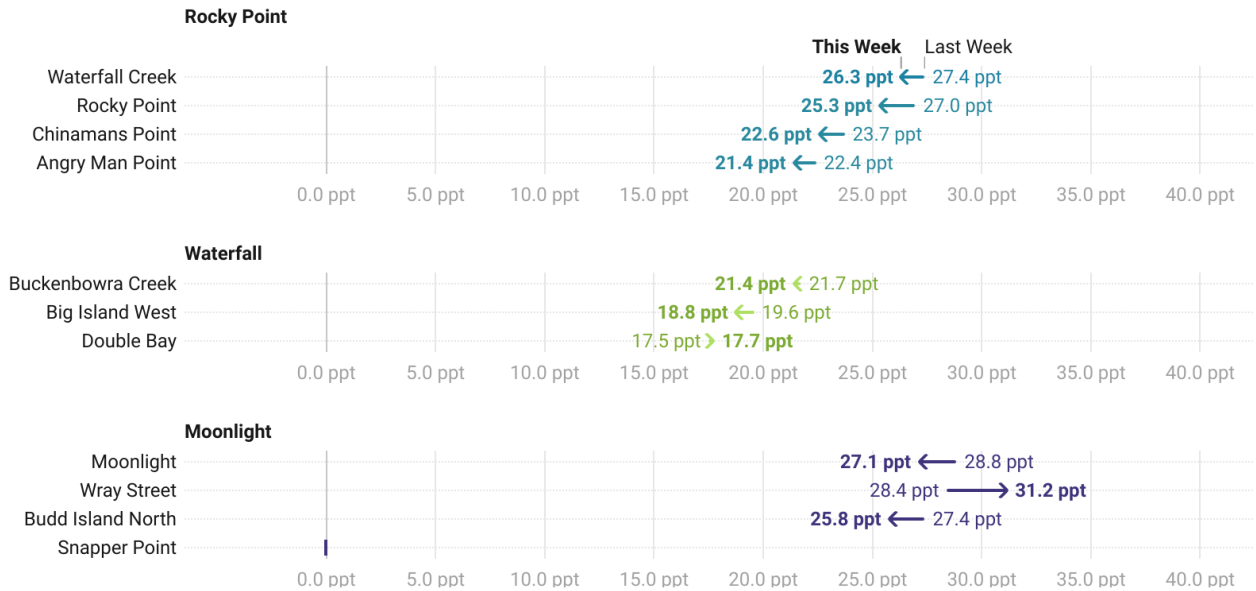 Rocky Point
This Week Last Week
Waterfall Creek 26.3 ppt 27.4 ppt
Rocky Point 25.3 ppt 27.0 ppt
Chinamans Point 22.6 ppt 23.7 ppt
Angry Man Point 21.4 ppt 22.4 ppt
0.0 ppt 5.0 ppt 10.0 ppt 15.0 ppt 20.0 ppt 25.0 ppt 30.0 ppt 35.0 ppt 40.0 ppt
Waterfall
Buckenbowra Creek 21.4 ppt 21.7 ppt
Big Island West 18.8 ppt 19.6 ppt
Double Bay 17.5 ppt 17.7 ppt
0.0 ppt 5.0 ppt 10.0 ppt 15.0 ppt 20.0 ppt 25.0 ppt 30.0 ppt 35.0 ppt 40.0 ppt
Moonlight
Moonlight 27.1 ppt 28.8 ppt
Wray Street 28.4 ppt 31.2 ppt
Budd Island North 25.8 ppt 27.4 ppt
Snapper Point
0.0 ppt 5.0 ppt 10.0 ppt 15.0 ppt 20.0 ppt 25.0 ppt 30.0 ppt 35.0 ppt 40.0 ppt